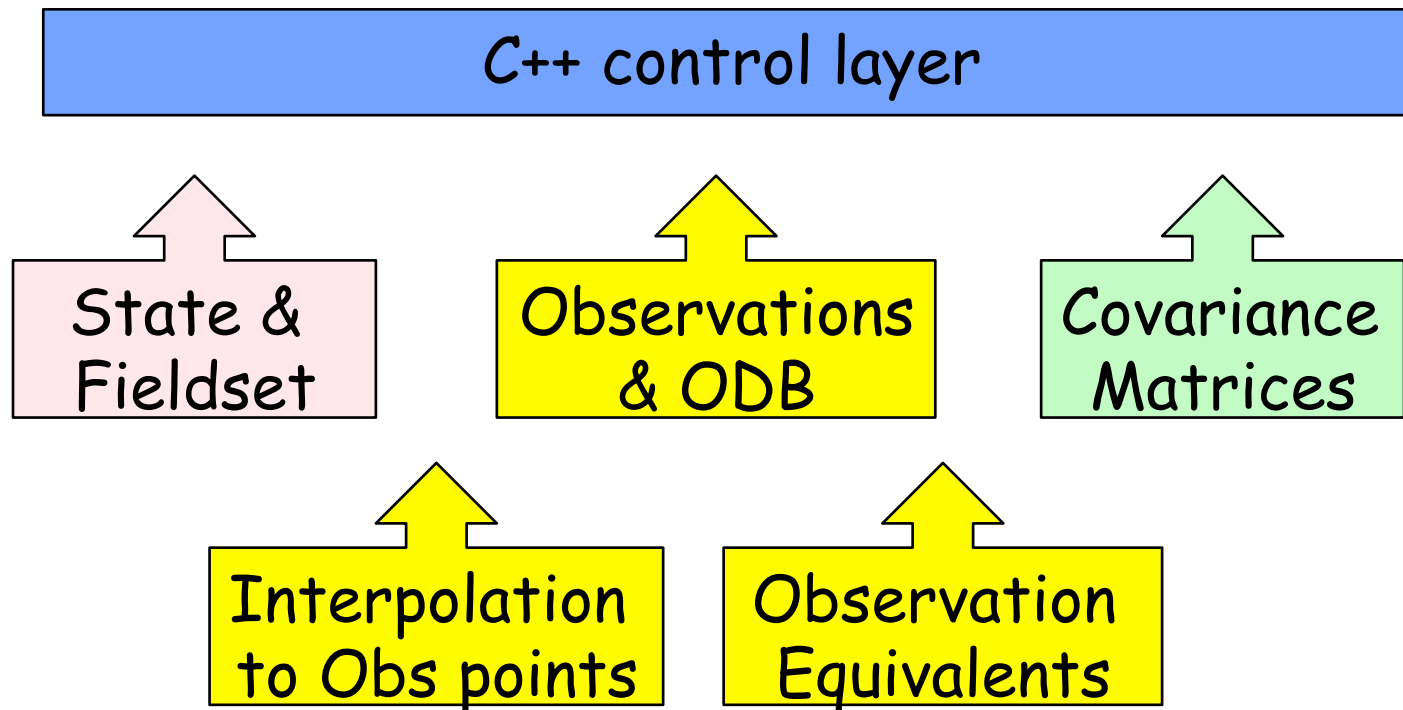 C++ control layer
State &
Fieldset
Observations
& ODB
Covariance
Matrices
Interpolation
to Obs points
Observation
Equivalents